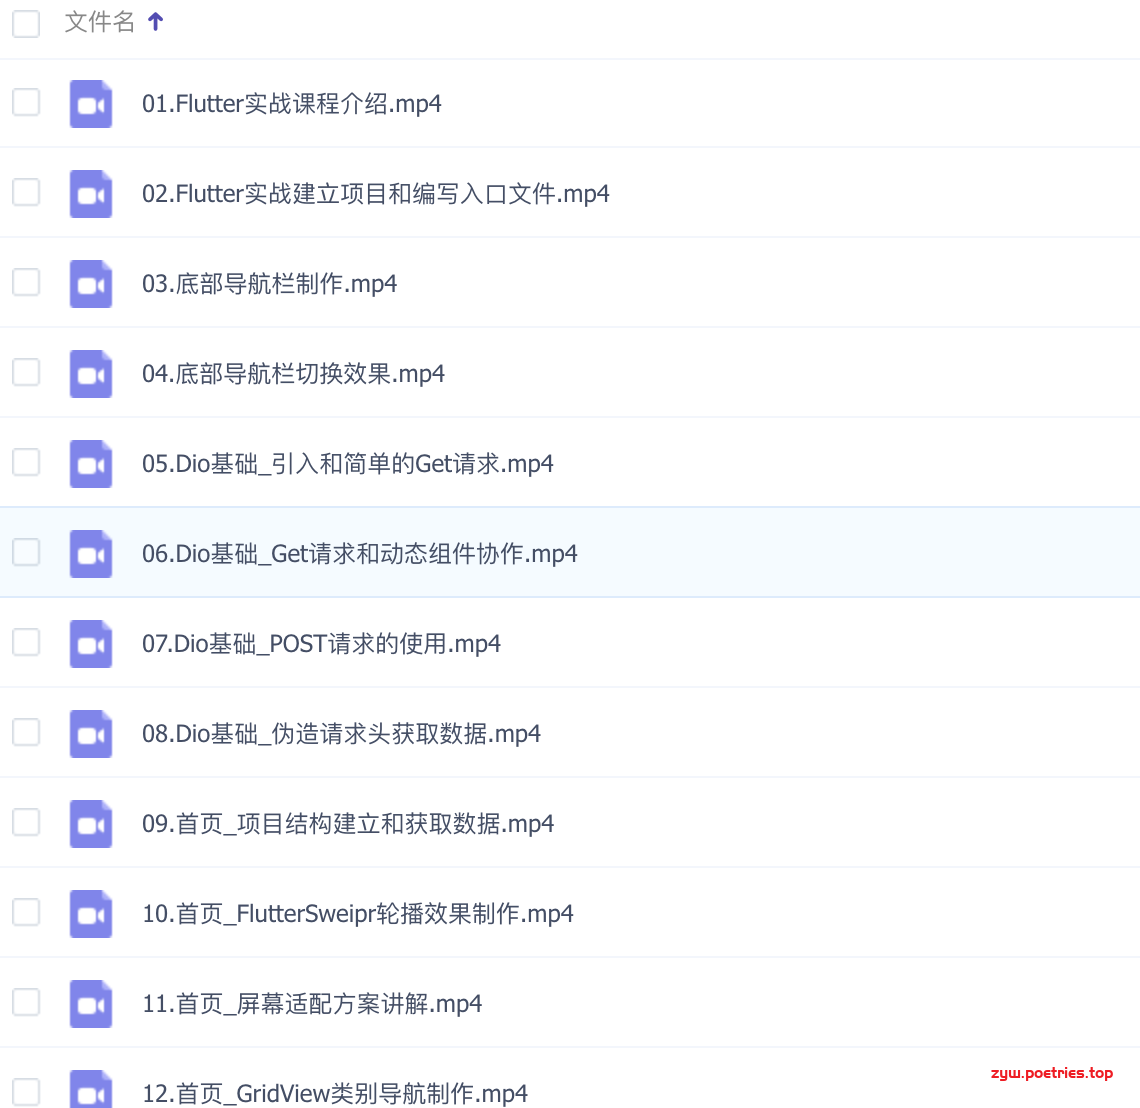 文件名
01.Flutter实战课程介绍.mp4
02.Flutter实战建立项目和编写入口文件.mp4
03.底部导航栏制作.mp4
04.底部导航栏切换效果.mp4
05.Dio基础_引入和简单的Get请求.mp4
06.Dio基础_Get请求和动态组件协作.mp4
07.Dio基础_POST请求的使用.mp4
08.Dio基础_伪造请求头获取数据.mp4
09.首页_项目结构建立和获取数据.mp4
10.首页_FlutterSweipr轮播效果制作.mp4
11.首页_屏幕适配方案讲解.mp4
zyw.poetries.top
12.首页_GridView类别导航制作.mp4